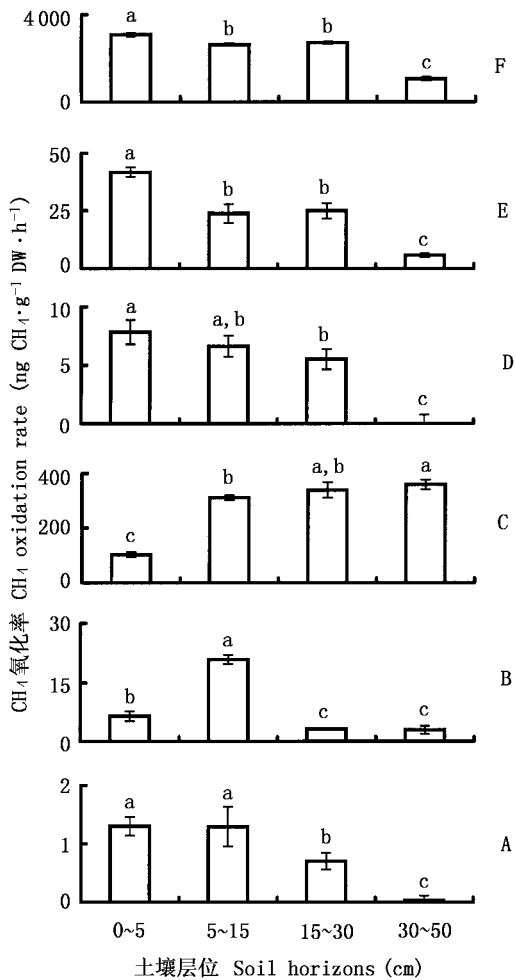 CH₄氧化率 CH₄ oxidation rate (ng CH₄·g⁻¹ DW·h⁻¹)
4 000
0
a
b
b
c
F
50
25
0
a
b
b
c
E
10
5
0
a
a, b
b
c
D
400
200
0
c
b
a, b
a
C
30
15
0
b
a
c
c
B
2
1
0
a
a
b
c
A
0~5
5~15
15~30
30~50
土壤层位 Soil horizons (cm)